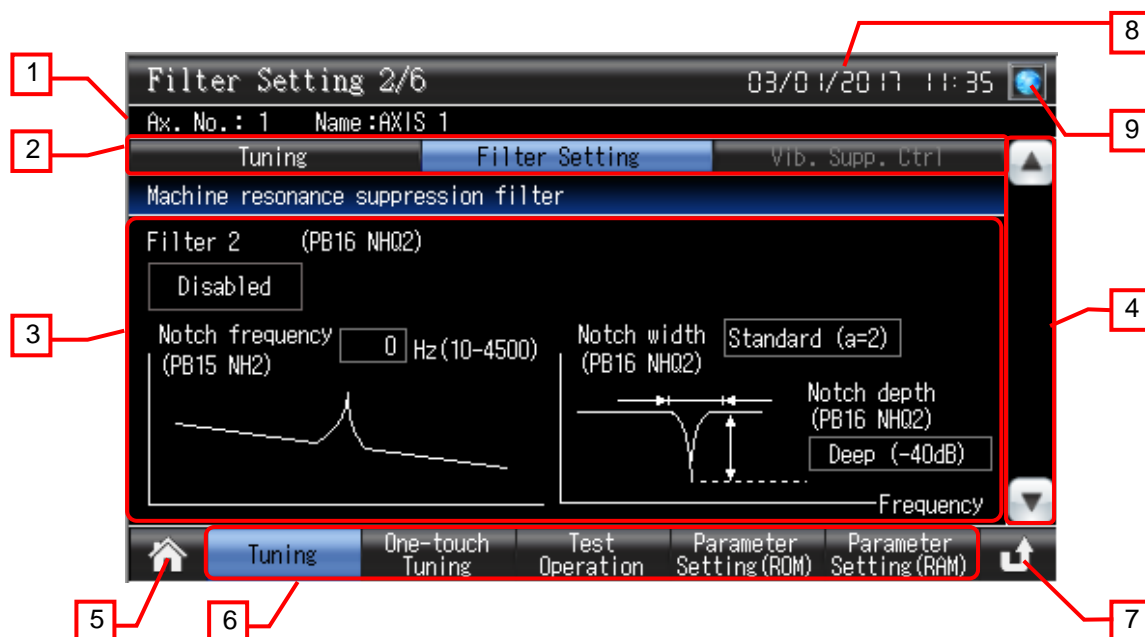 8
1
Filter Setting 2/6 03/01/2017 11:35
Ax. No.: 1 Name:AXIS 1
9
2
Tuning Filter Setting Vib. Supp. Ctrl
Machine resonance suppression filter
Filter 2 (PB16 NHQ2)
Disabled
3
4
Notch frequency 0 Hz(10-4500)
(PB15 NH2)
Notch width Standard (a=2)
(PB16 NHQ2)
Notch depth
(PB16 NHQ2)
Deep (-40dB)
Frequency
Tuning
One-touch
Tuning
Test
Operation
Parameter
Setting(ROM)
Parameter
Setting(RAM)
5
6
7